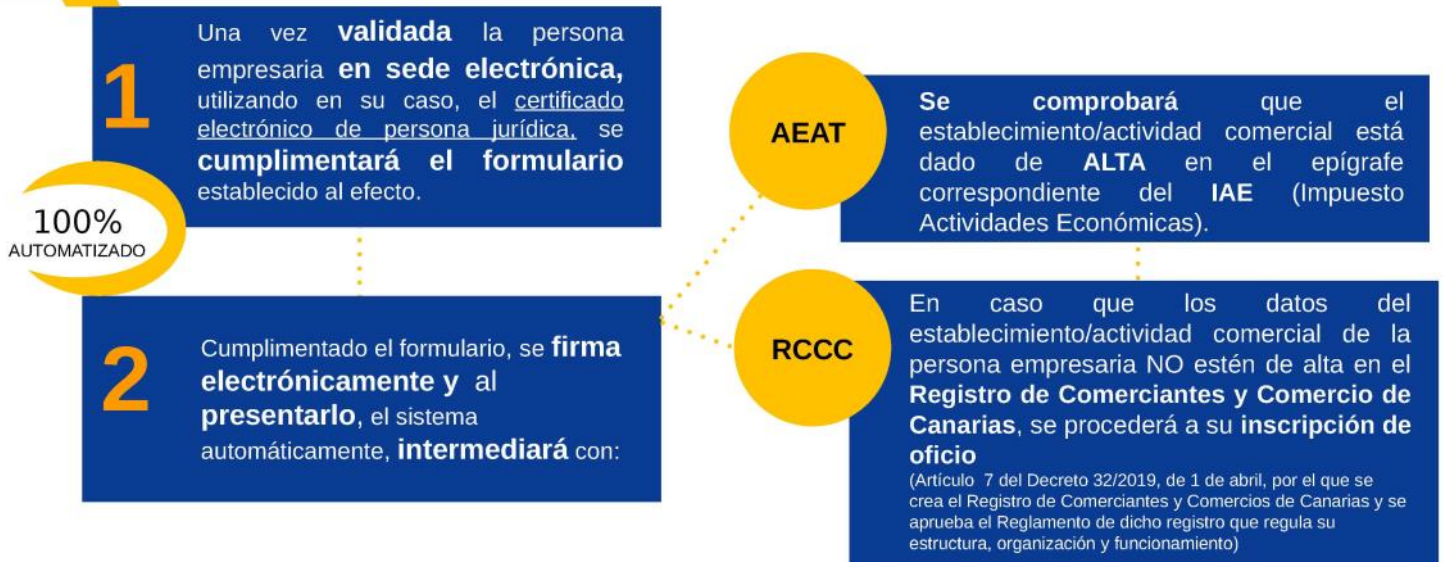 1
Una vez validada la persona
empresaria en sede electrónica,
utilizando en su caso, el certificado
electrónico de persona jurídica, se
cumplimentará el formulario
establecido al efecto.
100%
AUTOMATIZADO
2
Cumplimentado el formulario, se firma
electrónicamente y al
presentarlo, el sistema
automáticamente, intermediará con:
AEAT
Se comprobará que el
establecimiento/actividad comercial está
dado de ALTA en el epígrafe
correspondiente del IAE (Impuesto
Actividades Económicas).
RCCC
En caso que los datos del
establecimiento/actividad comercial de la
persona empresaria NO estén de alta en el
Registro de Comerciantes y Comercio de
Canarias, se procederá a su inscripción de
oficio
(Artículo 7 del Decreto 32/2019, de 1 de abril, por el que se
crea el Registro de Comerciantes y Comercios de Canarias y se
aprueba el Reglamento de dicho registro que regula su
estructura, organización y funcionamiento)